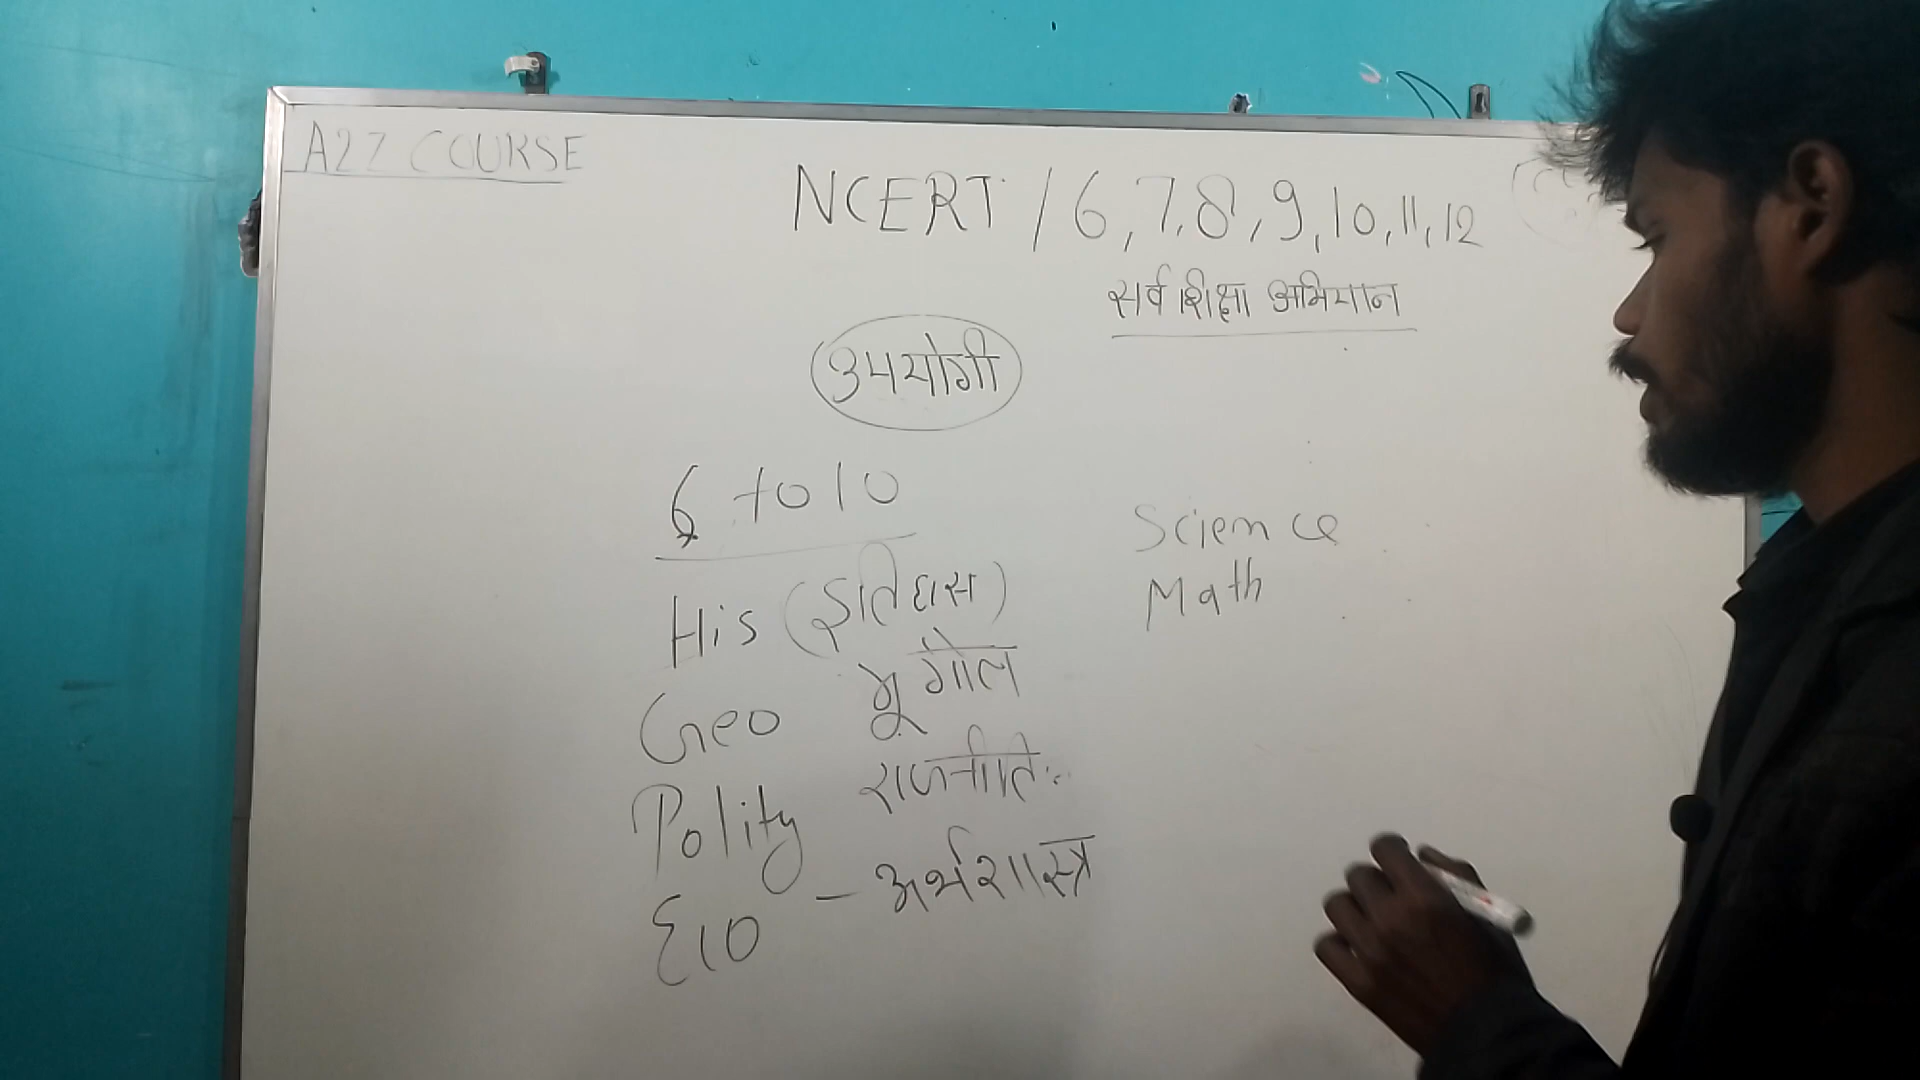 A2Z COURSE
NCERT / 6, 7, 8, 9, 10, 11, 12
सर्व शिक्षा अभियान
उपयोगी
6 to 10
His (इतिहास)
Geo भूगोल
Polity राजनीति
Eco - अर्थशास्त्र
Science
Math